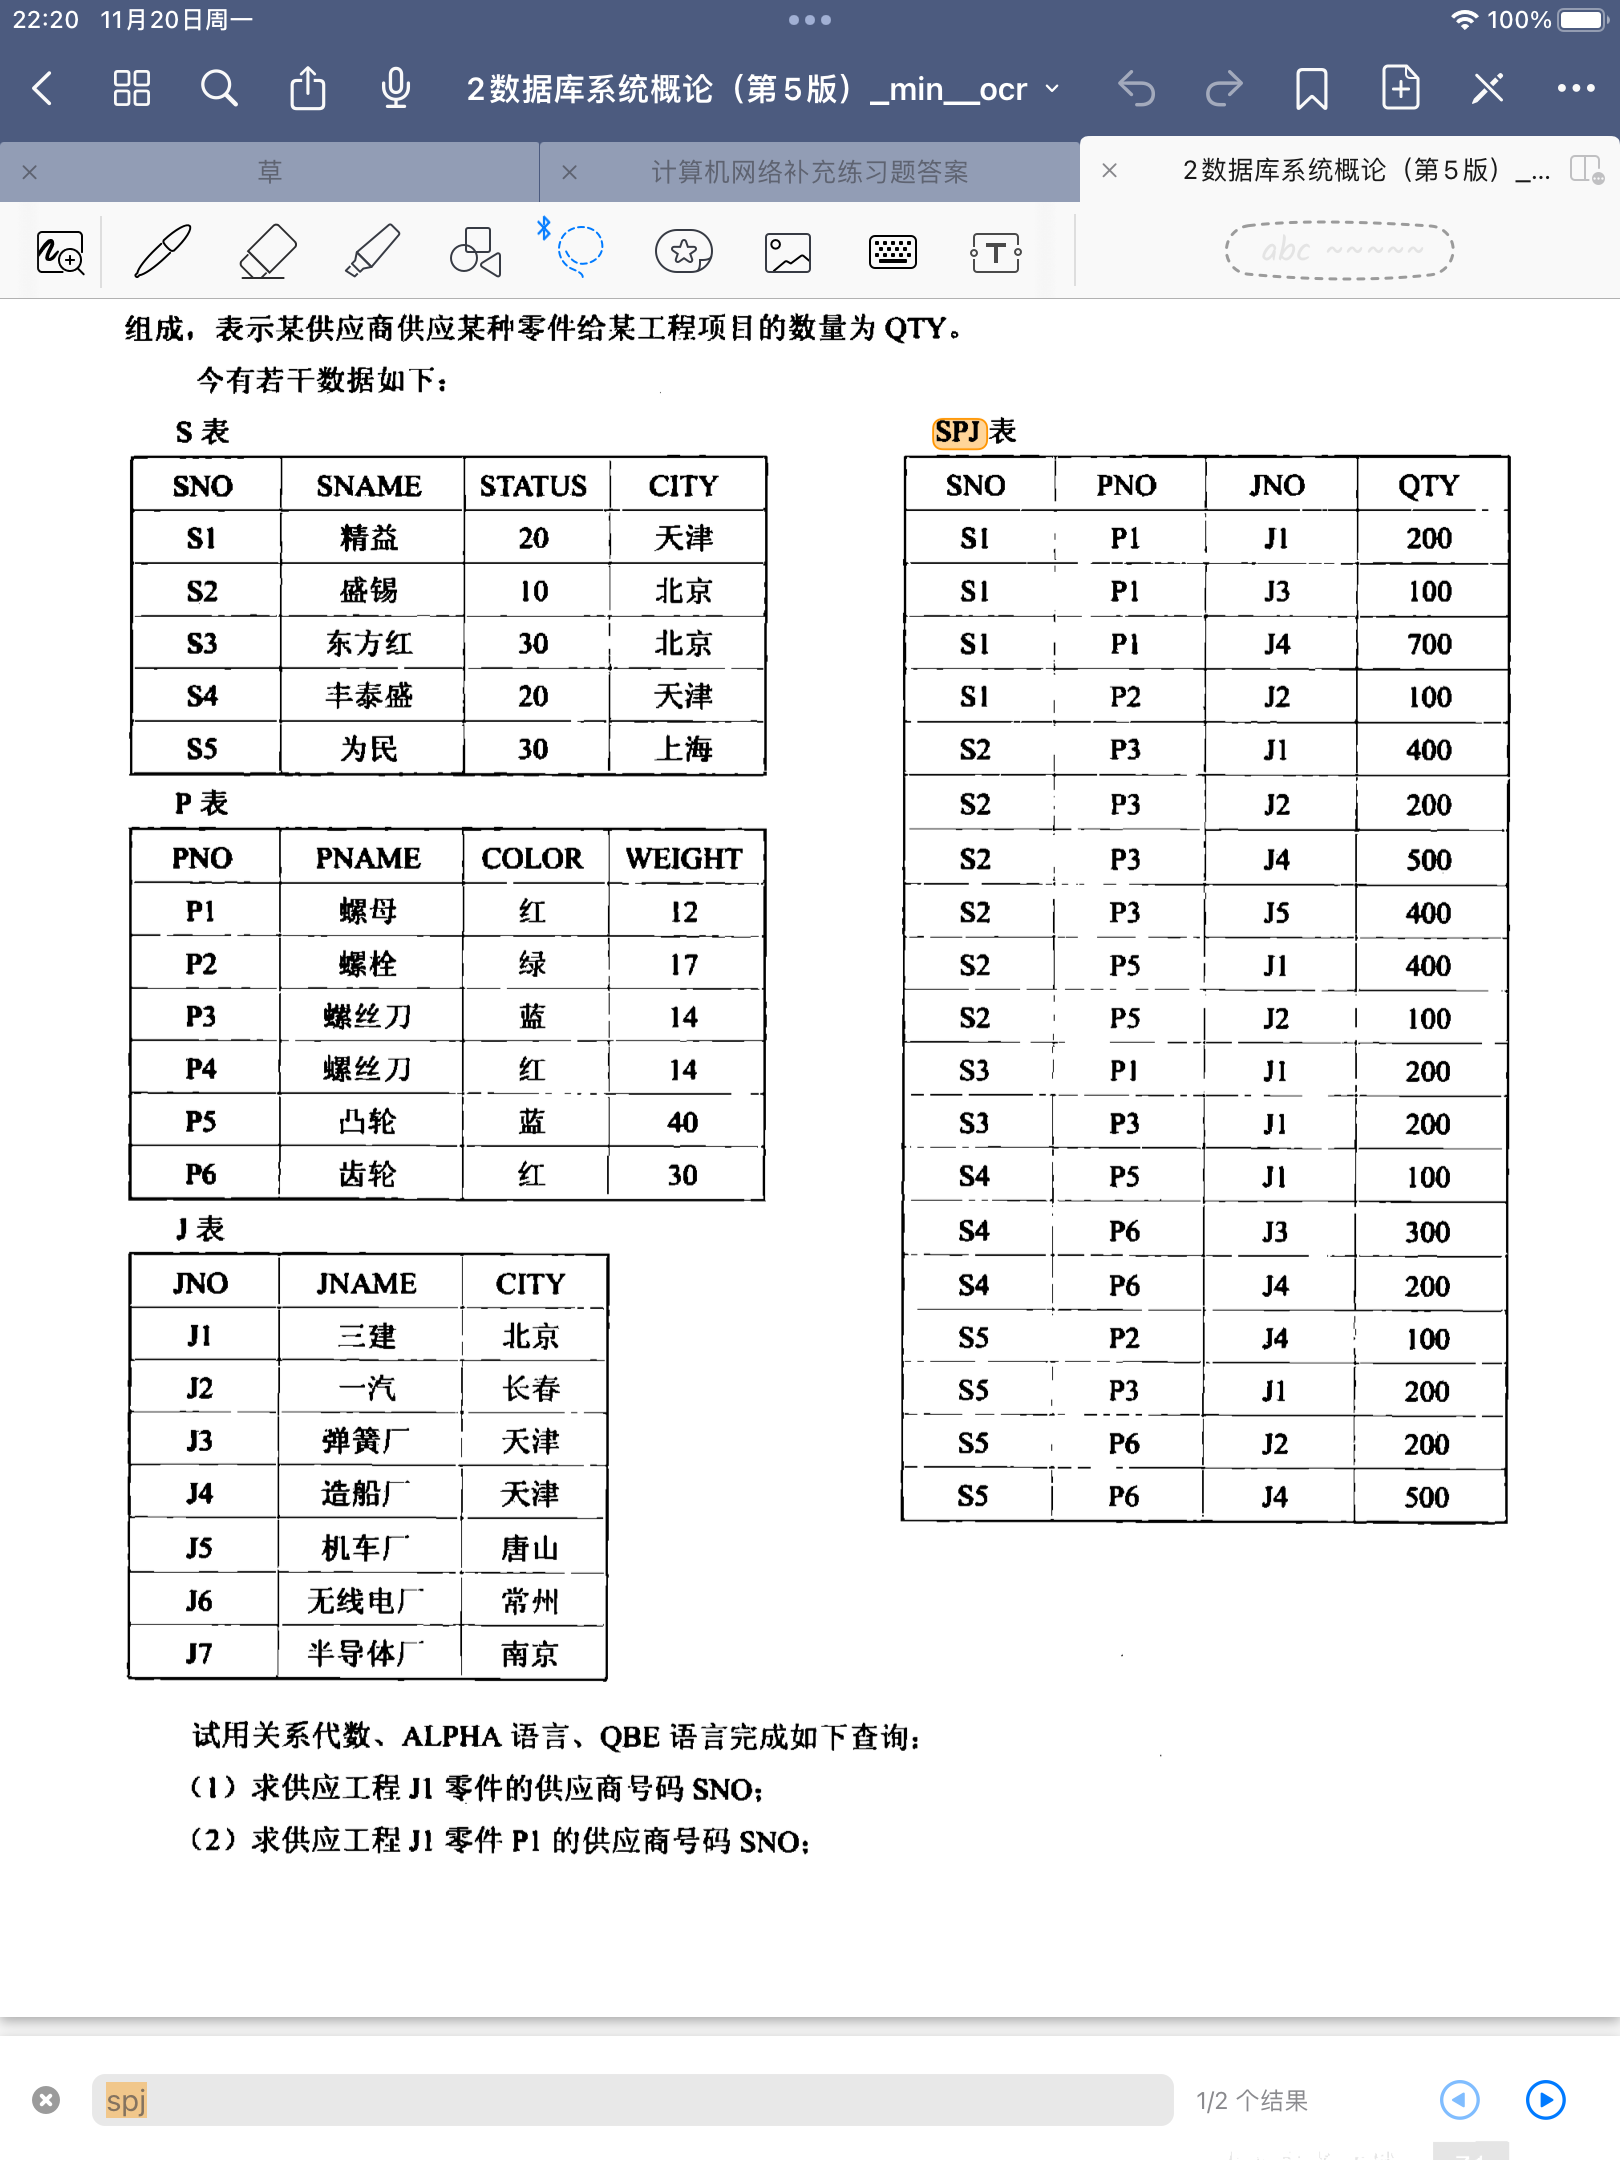 22:20 11月20日周一
100%
2数据库系统概论（第5版）_min__ocr
草
计算机网络补充练习题答案
2数据库系统概论（第5版）_...
abc ~~~~~
组成，表示某供应商供应某种零件给某工程项目的数量为 QTY。
今有若干数据如下：
S 表
SNO SNAME STATUS CITY
S1 精益 20 天津
S2 盛锡 10 北京
S3 东方红 30 北京
S4 丰泰盛 20 天津
S5 为民 30 上海
P 表
PNO PNAME COLOR WEIGHT
P1 螺母 红 12
P2 螺栓 绿 17
P3 螺丝刀 蓝 14
P4 螺丝刀 红 14
P5 凸轮 蓝 40
P6 齿轮 红 30
J 表
JNO JNAME CITY
J1 三建 北京
J2 一汽 长春
J3 弹簧厂 天津
J4 造船厂 天津
J5 机车厂 唐山
J6 无线电厂 常州
J7 半导体厂 南京
SPJ 表
SNO PNO JNO QTY
S1 P1 J1 200
S1 P1 J3 100
S1 P1 J4 700
S1 P2 J2 100
S2 P3 J1 400
S2 P3 J2 200
S2 P3 J4 500
S2 P3 J5 400
S2 P5 J1 400
S2 P5 J2 100
S3 P1 J1 200
S3 P3 J1 200
S4 P5 J1 100
S4 P6 J3 300
S4 P6 J4 200
S5 P2 J4 100
S5 P3 J1 200
S5 P6 J2 200
S5 P6 J4 500
试用关系代数、ALPHA 语言、QBE 语言完成如下查询：
（1）求供应工程 J1 零件的供应商号码 SNO；
（2）求供应工程 J1 零件 P1 的供应商号码 SNO；
spj
1/2 个结果